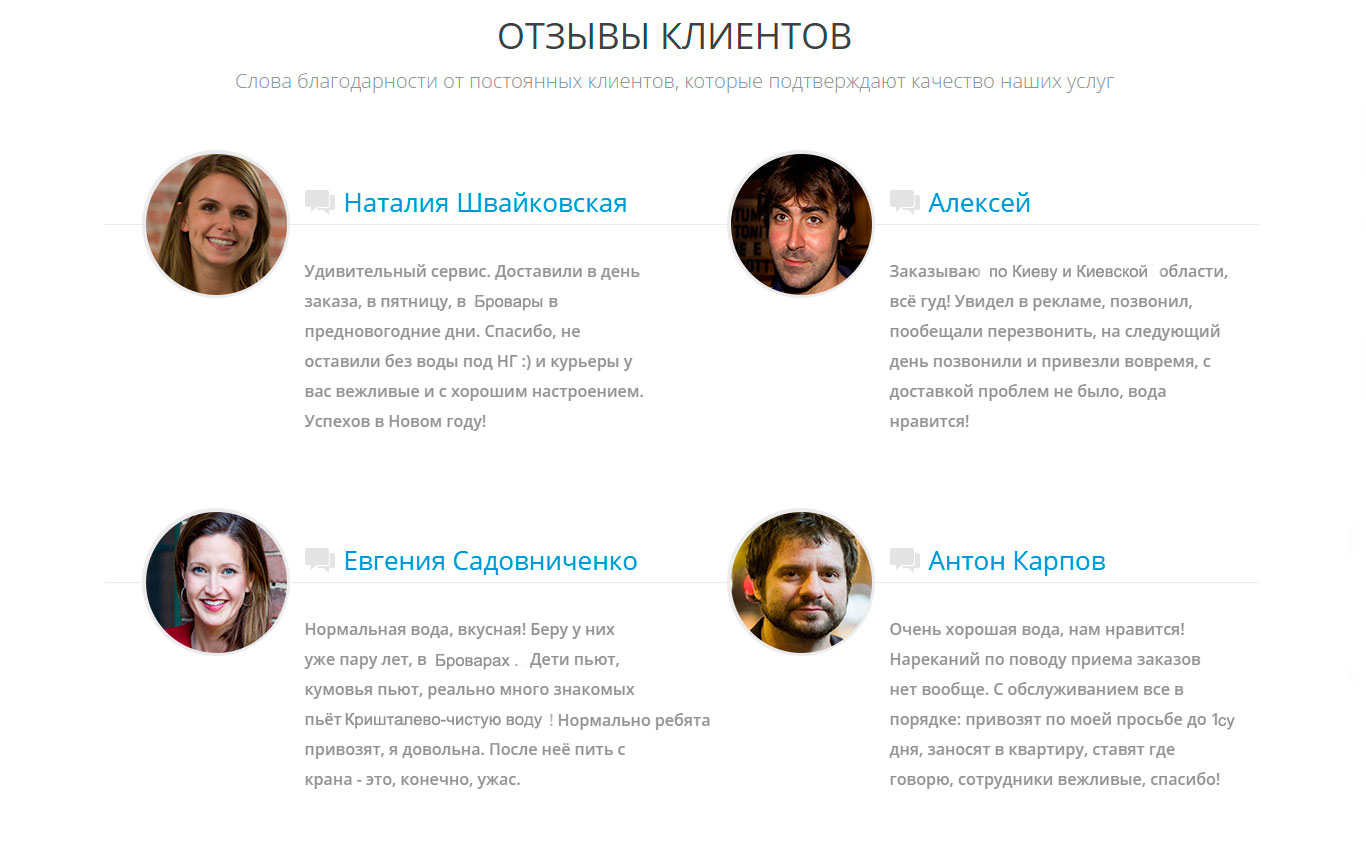 ОТЗЫВЫ КЛИЕНТОВ
Слова благодарности от постоянных клиентов, которые подтверждают качество наших услуг
Наталия Швайковская
Удивительный сервис. Доставили в день
заказа, в пятницу, в Бровары в
предновогодние дни. Спасибо, не
оставили без воды под НГ :) и курьеры у
вас вежливые и с хорошим настроением.
Успехов в Новом году!
Алексей
Заказываю по Киеву и Киевской области,
всё гуд! Увидел в рекламе, позвонил,
пообещали перезвонить, на следующий
день позвонили и привезли вовремя, с
доставкой проблем не было, вода
нравится!
Евгения Садовниченко
Нормальная вода, вкусная! Беру у них
уже пару лет, в Броварах . Дети пьют,
кумовья пьют, реально много знакомых
пьёт Кришталево-чистую воду ! Нормально ребята
привозят, я довольна. После неё пить с
крана - это, конечно, ужас.
Антон Карпов
Очень хорошая вода, нам нравится!
Нареканий по поводу приема заказов
нет вообще. С обслуживанием все в
порядке: привозят по моей просьбе до 1су
дня, заносят в квартиру, ставят где
говорю, сотрудники вежливые, спасибо!